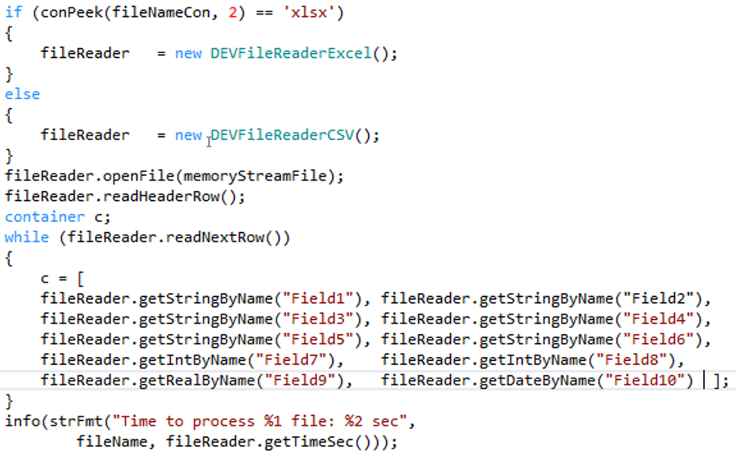 if (conPeek(fileNameCon, 2) == 'xlsx')
{
    fileReader   = new DEVFileReaderExcel();
}
else
{
    fileReader   = new DEVFileReaderCSV();
}
fileReader.openFile(memoryStreamFile);
fileReader.readHeaderRow();
container c;
while (fileReader.readNextRow())
{
    c = [
    fileReader.getStringByName("Field1"), fileReader.getStringByName("Field2"),
    fileReader.getStringByName("Field3"), fileReader.getStringByName("Field4"),
    fileReader.getStringByName("Field5"), fileReader.getStringByName("Field6"),
    fileReader.getIntByName("Field7"),    fileReader.getIntByName("Field8"),
    fileReader.getRealByName("Field9"),   fileReader.getDateByName("Field10") ];
}
info(strFmt("Time to process %1 file: %2 sec",
        fileName, fileReader.getTimeSec()));